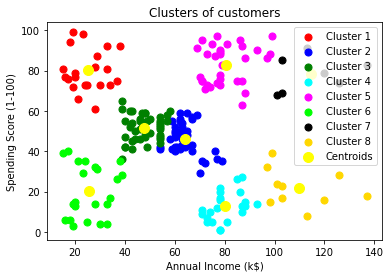 Clusters of customers
Spending Score (1-100)
100
80
60
40
20
0
Cluster 1
Cluster 2
Cluster 3
Cluster 4
Cluster 5
Cluster 6
Cluster 7
Cluster 8
Centroids
20
40
60
80
100
120
140
Annual Income (k$)